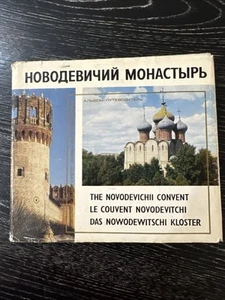 НОВОДЕВИЧИЙ МОНАСТЫРЬ
THE NOVODEVICHII CONVENT
LE COUVENT NOVODEVITCHI
DAS NOWODEWITSCHI KLOSTER